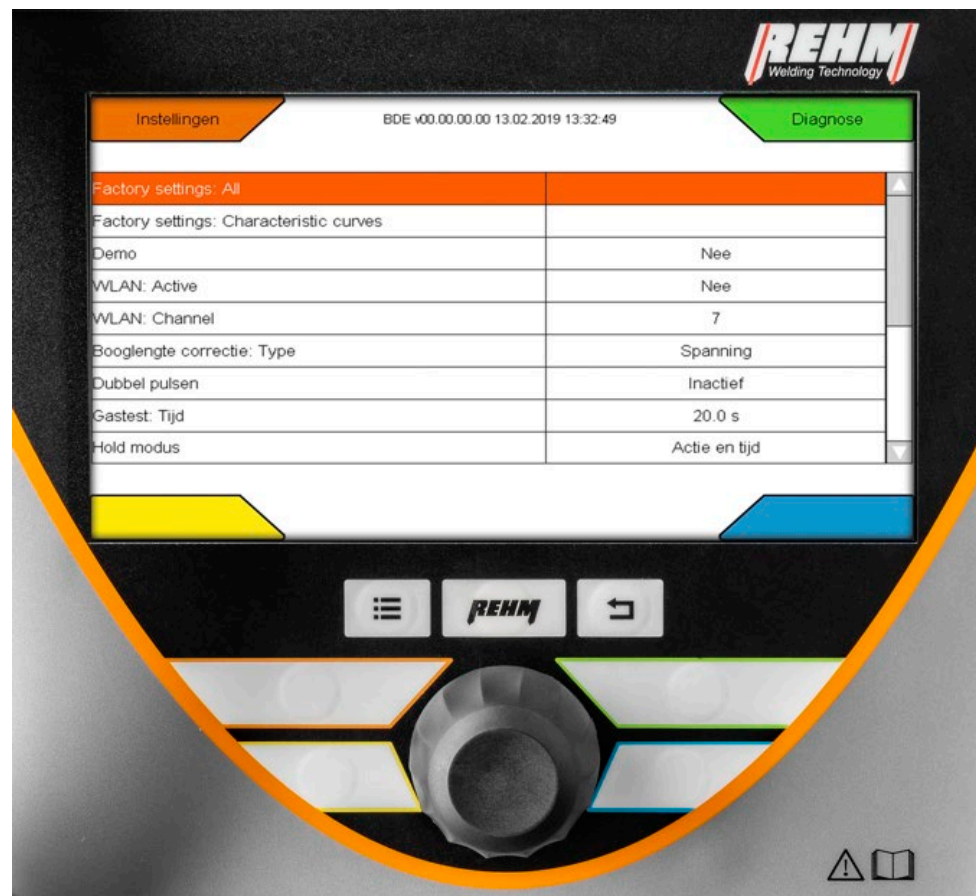 REHM
Welding Technology
Instellingen
BDE v00.00.00.00 13.02.2019 13:32:49
Diagnose
Factory settings: All
Factory settings: Characteristic curves
Demo Nee
WLAN: Active Nee
WLAN: Channel 7
Booglengte correctie: Type Spanning
Dubbel pulsen Inactief
Gastest: Tijd 20.0 s
Hold modus Actie en tijd
REHM